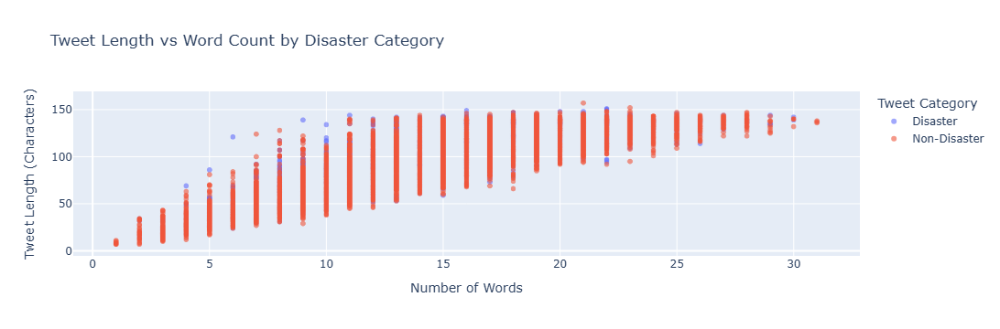 Tweet Length vs Word Count by Disaster Category
Tweet Category
Disaster
Non-Disaster
Tweet Length (Characters)
150
100
50
0
0 5 10 15 20 25 30
Number of Words